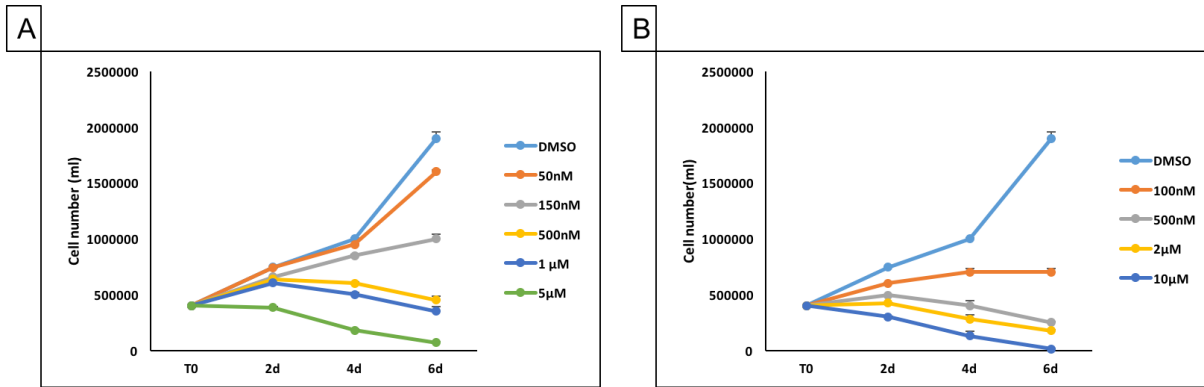 A
2500000
2000000
1500000
1000000
500000
0
Cell number (ml)
T0 2d 4d 6d
DMSO
50nM
150nM
500nM
1 μM
5μM
B
2500000
2000000
1500000
1000000
500000
0
Cell number(ml)
T0 2d 4d 6d
DMSO
100nM
500nM
2μM
10μM